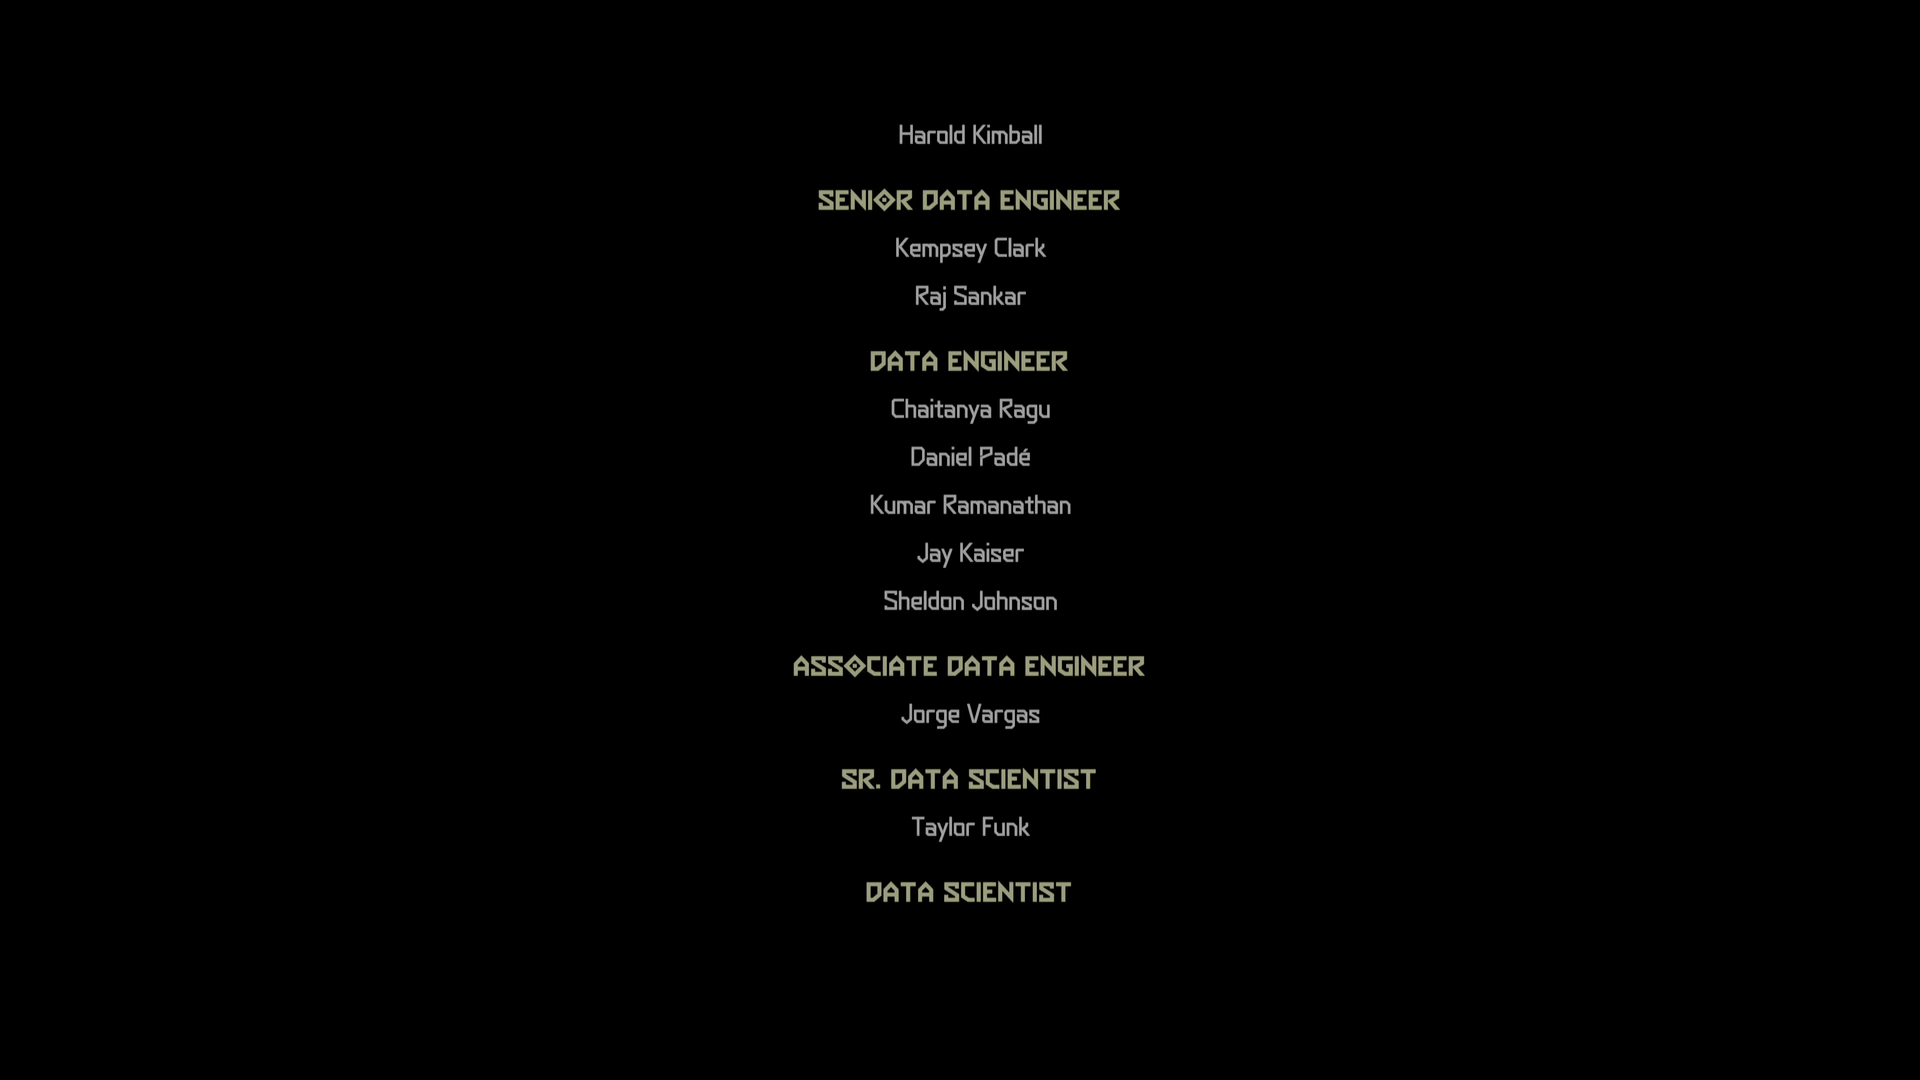 Harold Kimball
SENIOR DATA ENGINEER
Kempsey Clark
Raj Sankar
DATA ENGINEER
Chaitanya Ragu
Daniel Padé
Kumar Ramanathan
Jay Kaiser
Sheldon Johnson
ASSOCIATE DATA ENGINEER
Jorge Vargas
SR. DATA SCIENTIST
Taylor Funk
DATA SCIENTIST